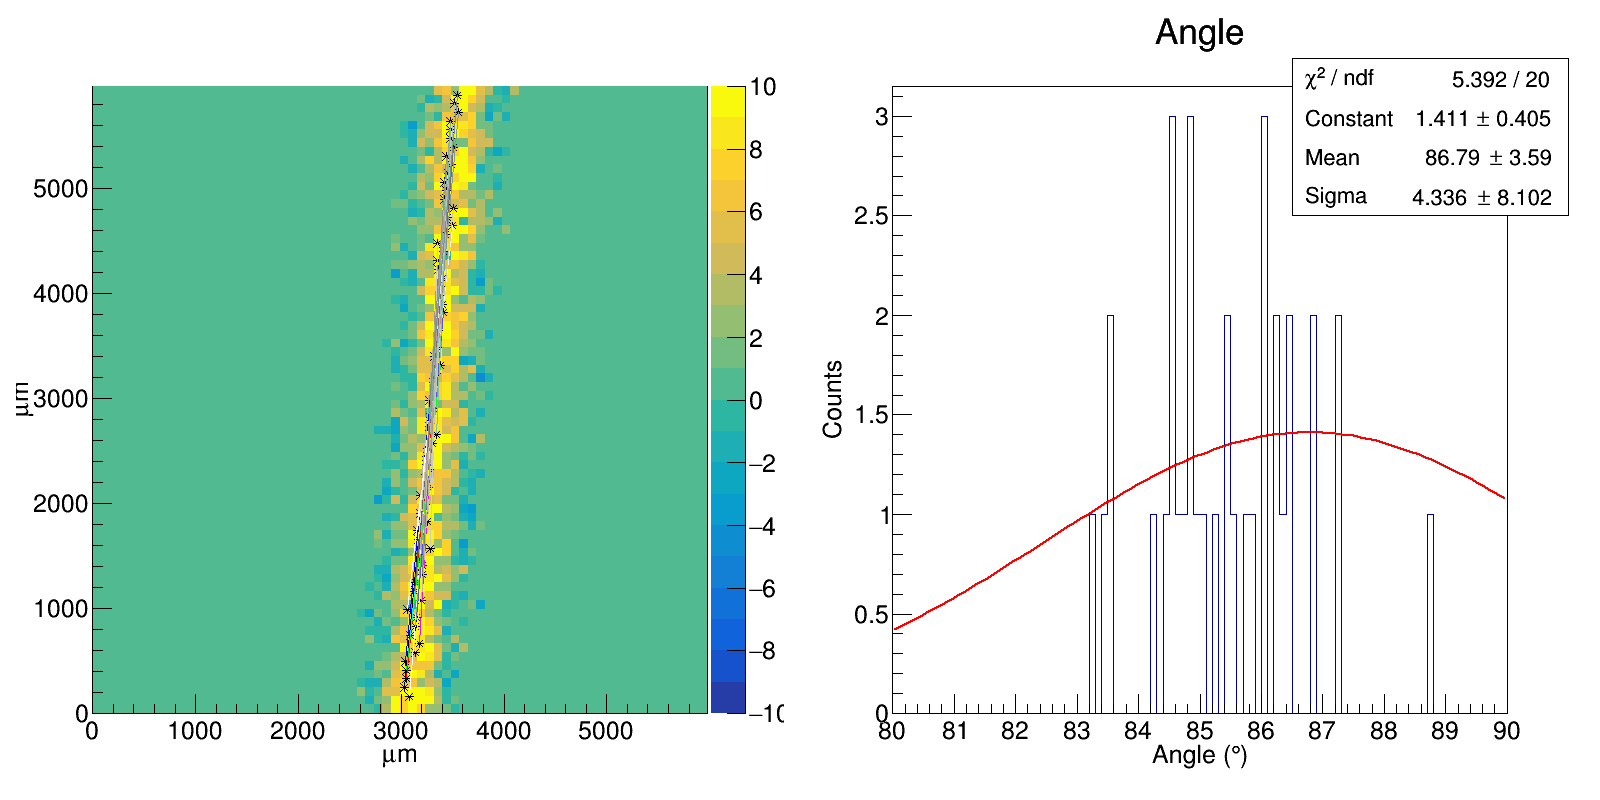 Angle
χ² / ndf 5.392 / 20
Constant 1.411 ± 0.405
Mean 86.79 ± 3.59
Sigma 4.336 ± 8.102
5000
4000
3000
2000
1000
0
μm
0 1000 2000 3000 4000 5000
μm
10
8
6
4
2
0
−2
−4
−6
−8
−10
3
2.5
2
1.5
1
0.5
0
Counts
80 81 82 83 84 85 86 87 88 89 90
Angle (°)